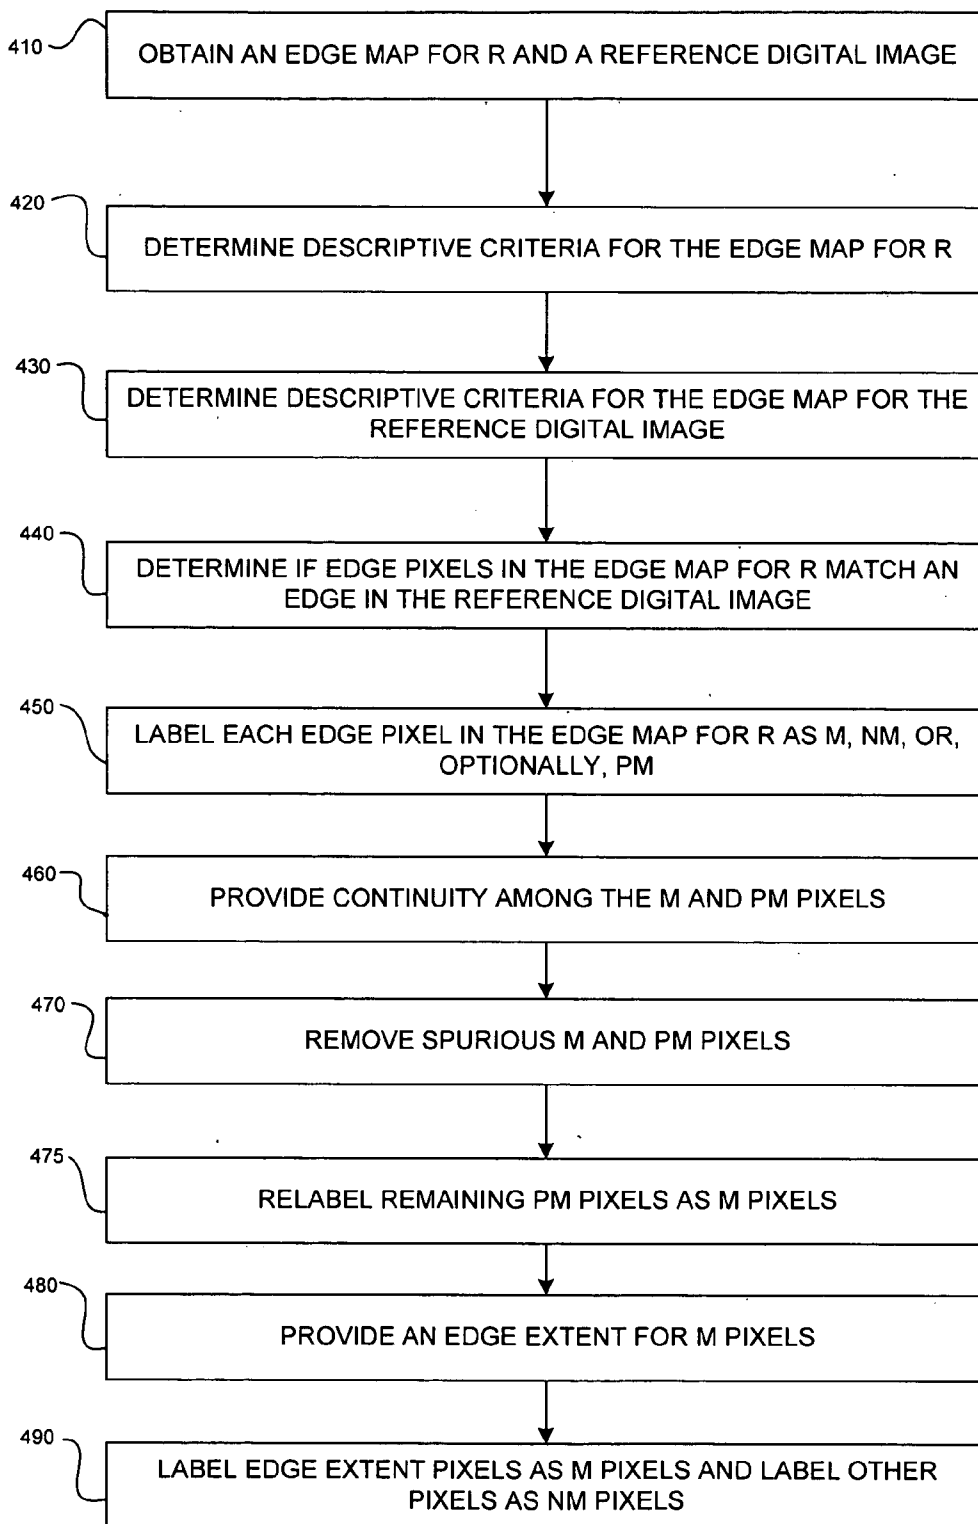 410
OBTAIN AN EDGE MAP FOR R AND A REFERENCE DIGITAL IMAGE
420
DETERMINE DESCRIPTIVE CRITERIA FOR THE EDGE MAP FOR R
430
DETERMINE DESCRIPTIVE CRITERIA FOR THE EDGE MAP FOR THE
REFERENCE DIGITAL IMAGE
440
DETERMINE IF EDGE PIXELS IN THE EDGE MAP FOR R MATCH AN
EDGE IN THE REFERENCE DIGITAL IMAGE
450
LABEL EACH EDGE PIXEL IN THE EDGE MAP FOR R AS M, NM, OR,
OPTIONALLY, PM
460
PROVIDE CONTINUITY AMONG THE M AND PM PIXELS
470
REMOVE SPURIOUS M AND PM PIXELS
475
RELABEL REMAINING PM PIXELS AS M PIXELS
480
PROVIDE AN EDGE EXTENT FOR M PIXELS
490
LABEL EDGE EXTENT PIXELS AS M PIXELS AND LABEL OTHER
PIXELS AS NM PIXELS